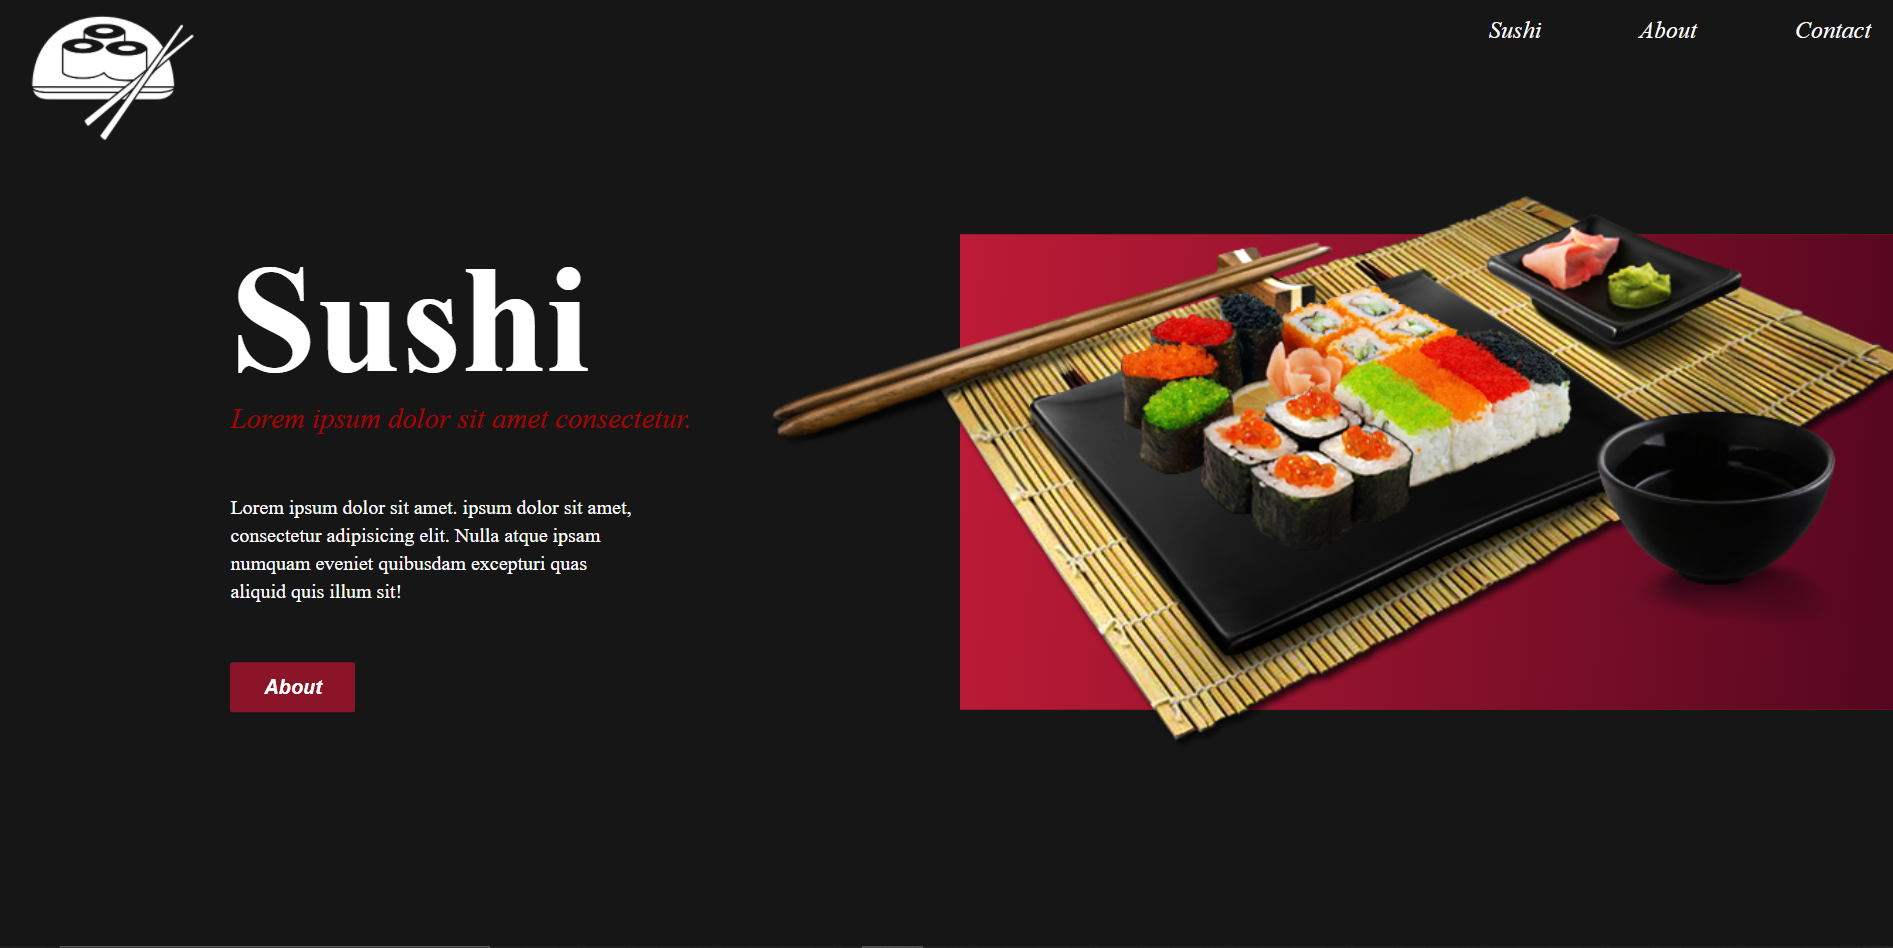 Sushi
About
Contact
Sushi
Lorem ipsum dolor sit amet consectetur.
Lorem ipsum dolor sit amet. ipsum dolor sit amet,
consectetur adipisicing elit. Nulla atque ipsam
numquam eveniet quibusdam excepturi quas
aliquid quis illum sit!
About